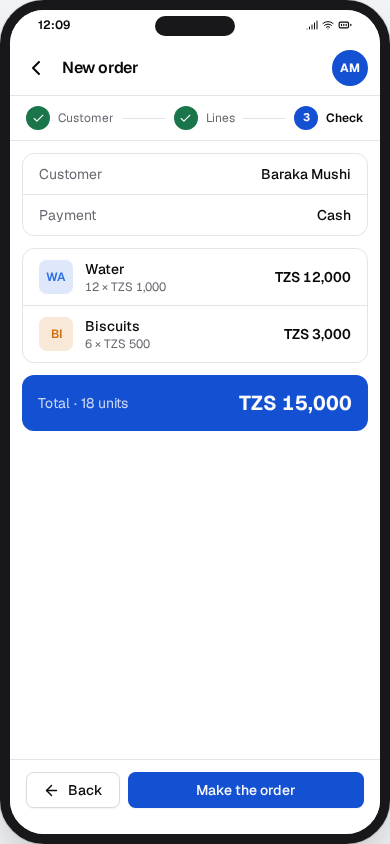 12:09
New order
AM
Customer
Lines
3
Check
Customer
Baraka Mushi
Payment
Cash
WA
Water
12 × TZS 1,000
TZS 12,000
BI
Biscuits
6 × TZS 500
TZS 3,000
Total · 18 units
TZS 15,000
Back
Make the order